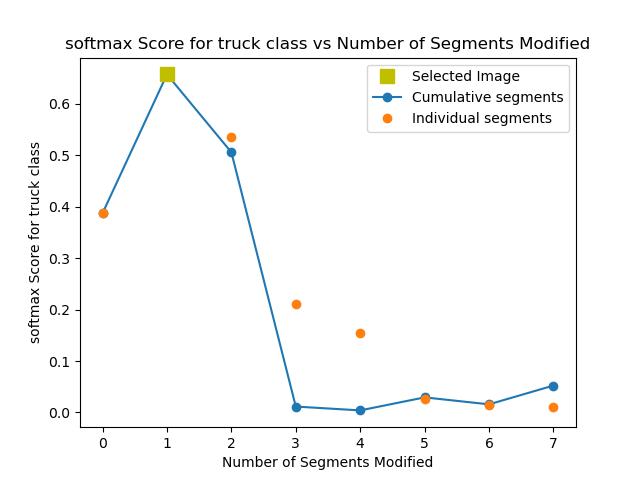 softmax Score for truck class vs Number of Segments Modified
Selected Image
Cumulative segments
Individual segments
softmax Score for truck class
0.6
0.5
0.4
0.3
0.2
0.1
0.0
0 1 2 3 4 5 6 7
Number of Segments Modified